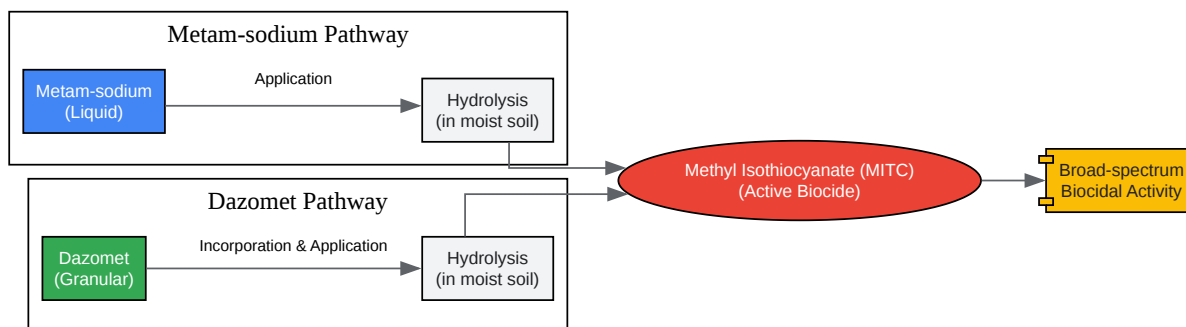 Metam-sodium Pathway
Metam-sodium
(Liquid)
Application
Hydrolysis
(in moist soil)
Dazomet Pathway
Dazomet
(Granular)
Incorporation & Application
Hydrolysis
(in moist soil)
Methyl Isothiocyanate (MITC)
(Active Biocide)
Broad-spectrum
Biocidal Activity